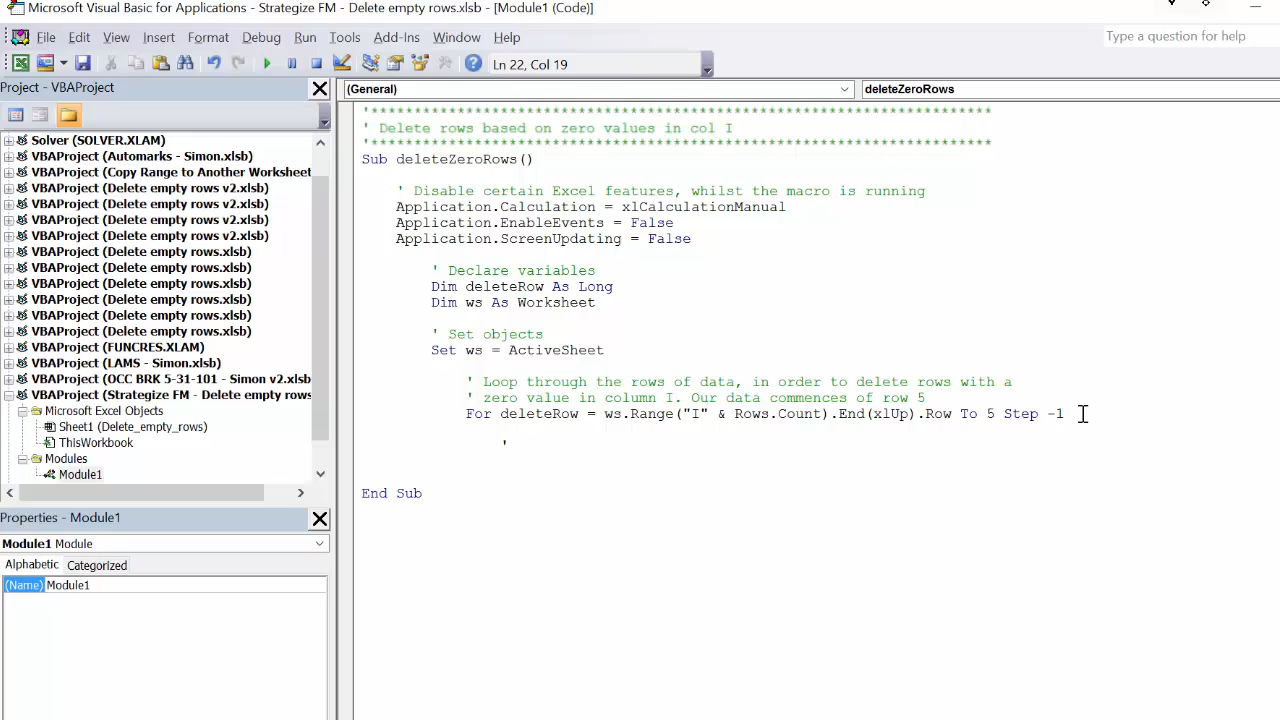 Microsoft Visual Basic for Applications - Strategize FM - Delete empty rows.xlsb - [Module1 (Code)]
File Edit View Insert Format Debug Run Tools Add-Ins Window Help
Type a question for help
Ln 22, Col 19
Project - VBAProject
(General)
deleteZeroRows
Solver (SOLVER.XLAM)
VBAProject (Automarks - Simon.xlsb)
VBAProject (Copy Range to Another Worksheet
VBAProject (Delete empty rows v2.xlsb)
VBAProject (Delete empty rows v2.xlsb)
VBAProject (Delete empty rows v2.xlsb)
VBAProject (Delete empty rows v2.xlsb)
VBAProject (Delete empty rows.xlsb)
VBAProject (Delete empty rows.xlsb)
VBAProject (Delete empty rows.xlsb)
VBAProject (Delete empty rows.xlsb)
VBAProject (Delete empty rows.xlsb)
VBAProject (Delete empty rows.xlsb)
VBAProject (FUNCRES.XLAM)
VBAProject (LAMS - Simon.xlsb)
VBAProject (OCC BRK 5-31-101 - Simon v2.xlsb
VBAProject (Strategize FM - Delete empty rows
Microsoft Excel Objects
Sheet1 (Delete_empty_rows)
ThisWorkbook
Modules
Module1
Properties - Module1
Module1 Module
Alphabetic Categorized
(Name) Module1
'************************************************************************
' Delete rows based on zero values in col I
'************************************************************************
Sub deleteZeroRows()
' Disable certain Excel features, whilst the macro is running
Application.Calculation = xlCalculationManual
Application.EnableEvents = False
Application.ScreenUpdating = False
' Declare variables
Dim deleteRow As Long
Dim ws As Worksheet
' Set objects
Set ws = ActiveSheet
' Loop through the rows of data, in order to delete rows with a
' zero value in column I. Our data commences of row 5
For deleteRow = ws.Range("I" & Rows.Count).End(xlUp).Row To 5 Step -1
'
End Sub